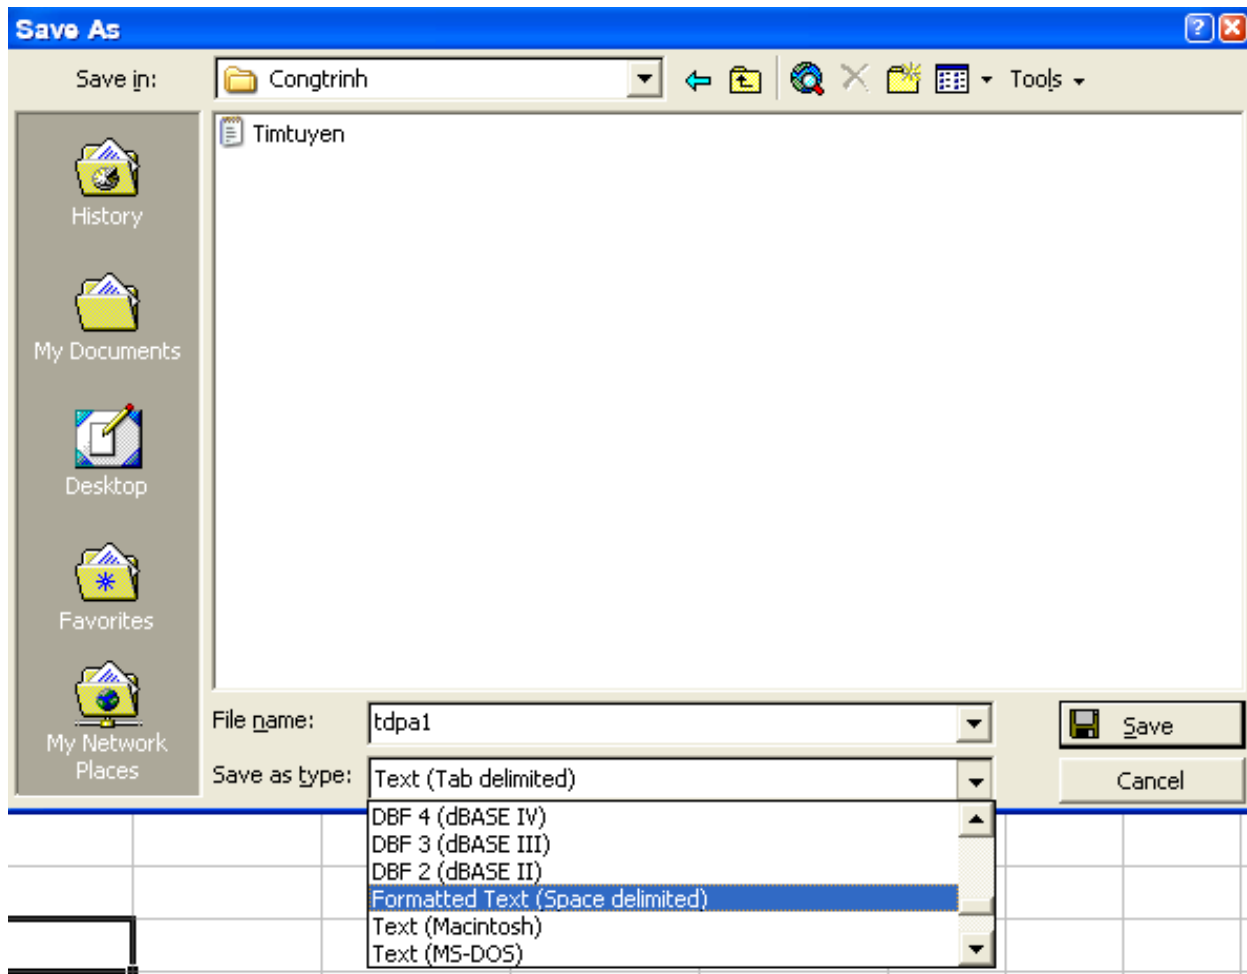 Save As
Save in:
Congtrinh
Tools
Timtuyen
History
My Documents
Desktop
Favorites
My Network
Places
File name:
tdpa1
Save
Save as type:
Text (Tab delimited)
Cancel
DBF 4 (dBASE IV)
DBF 3 (dBASE III)
DBF 2 (dBASE II)
Formatted Text (Space delimited)
Text (Macintosh)
Text (MS-DOS)